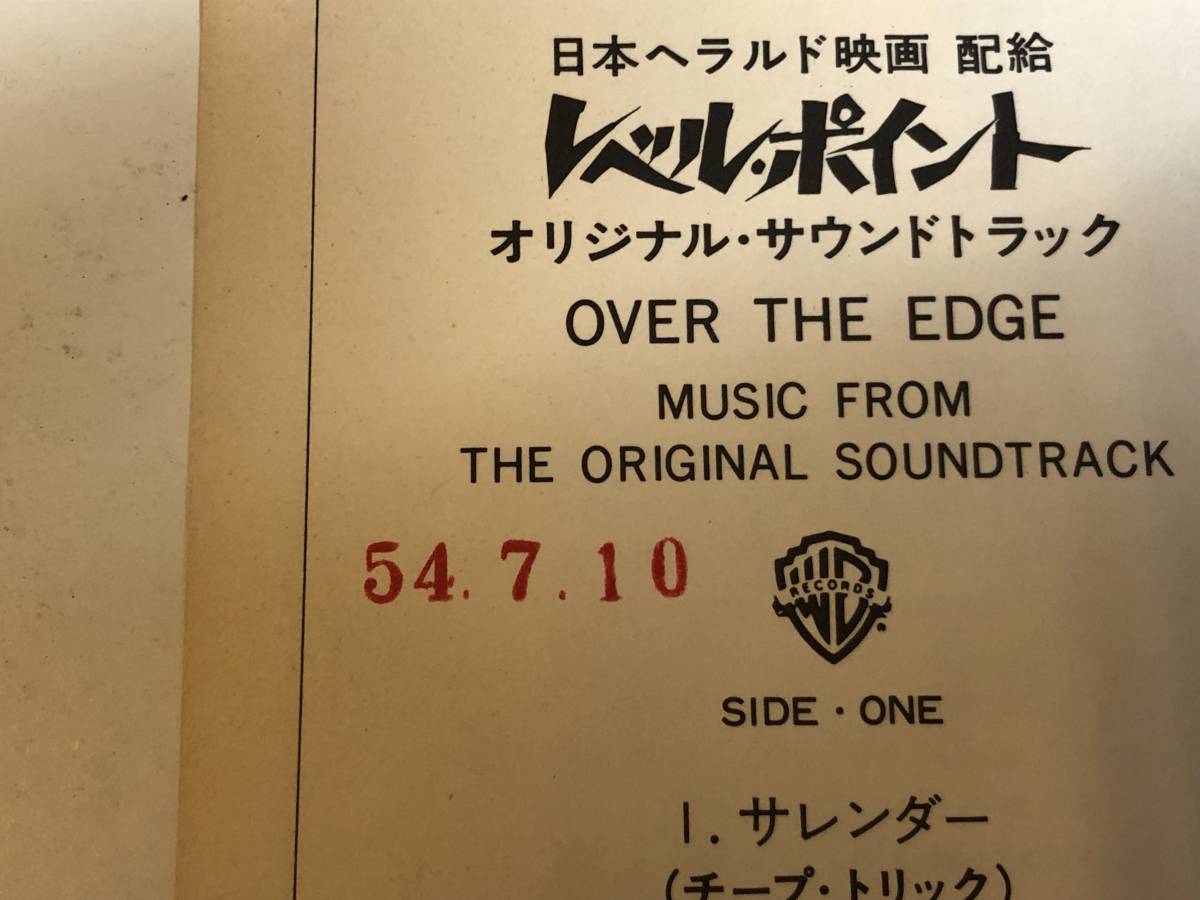 日本ヘラルド映画 配給
レベル・ポイント
オリジナル・サウンドトラック
OVER THE EDGE
MUSIC FROM
THE ORIGINAL SOUNDTRACK
54.7.10
WB
RECORDS
®
SIDE・ONE
1.サレンダー
(チープ・トリック)